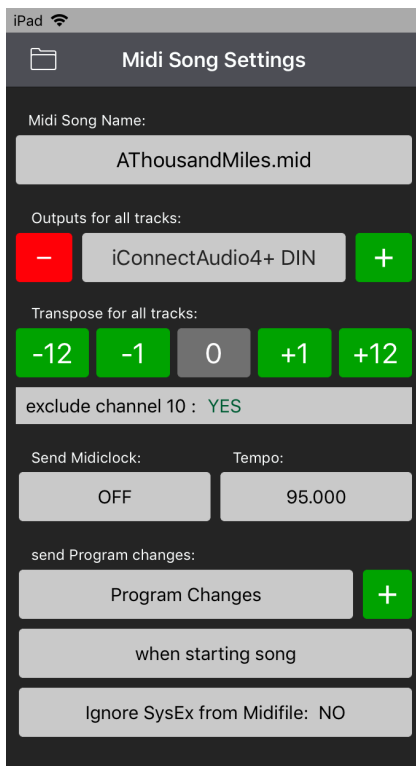 iPad
Midi Song Settings
Midi Song Name:
AThousandMiles.mid
Outputs for all tracks:
− iConnectAudio4+ DIN +
Transpose for all tracks:
-12 -1 0 +1 +12
exclude channel 10 : YES
Send Midiclock: Tempo:
OFF 95.000
send Program changes:
Program Changes +
when starting song
Ignore SysEx from Midifile: NO